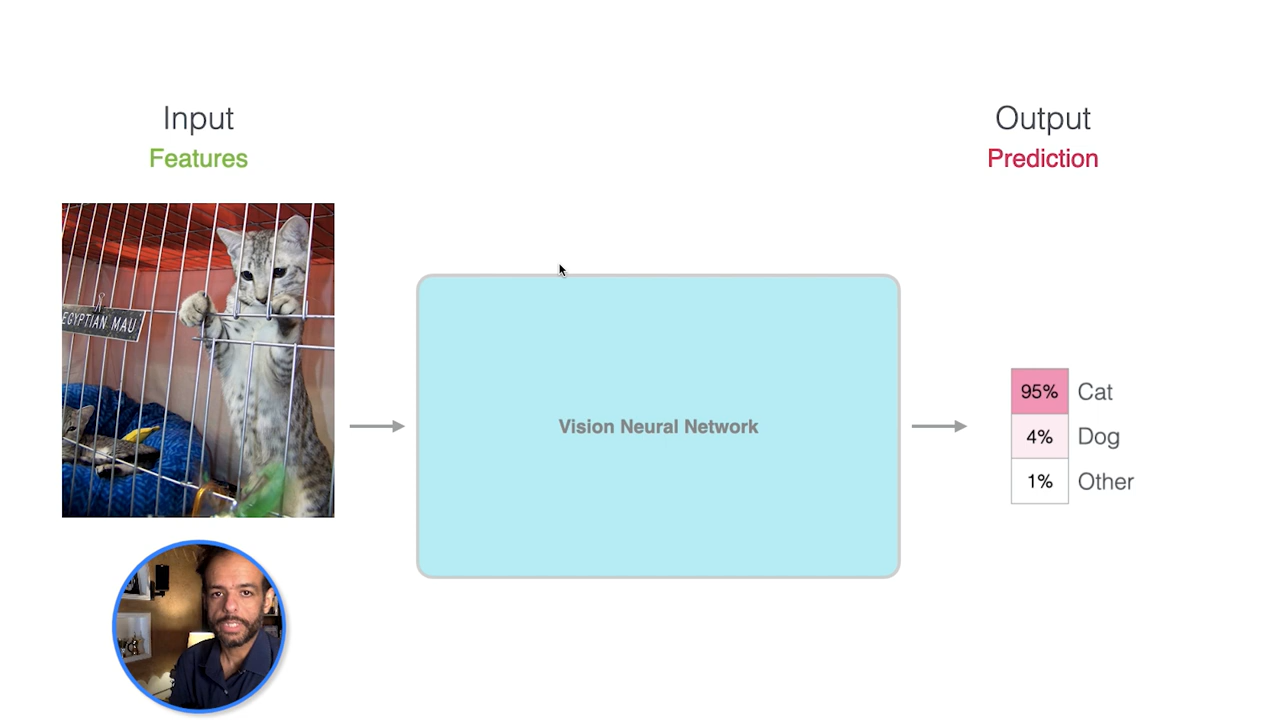 Input
Features
EGYPTIAN MAU
Vision Neural Network
Output
Prediction
95% Cat
4% Dog
1% Other